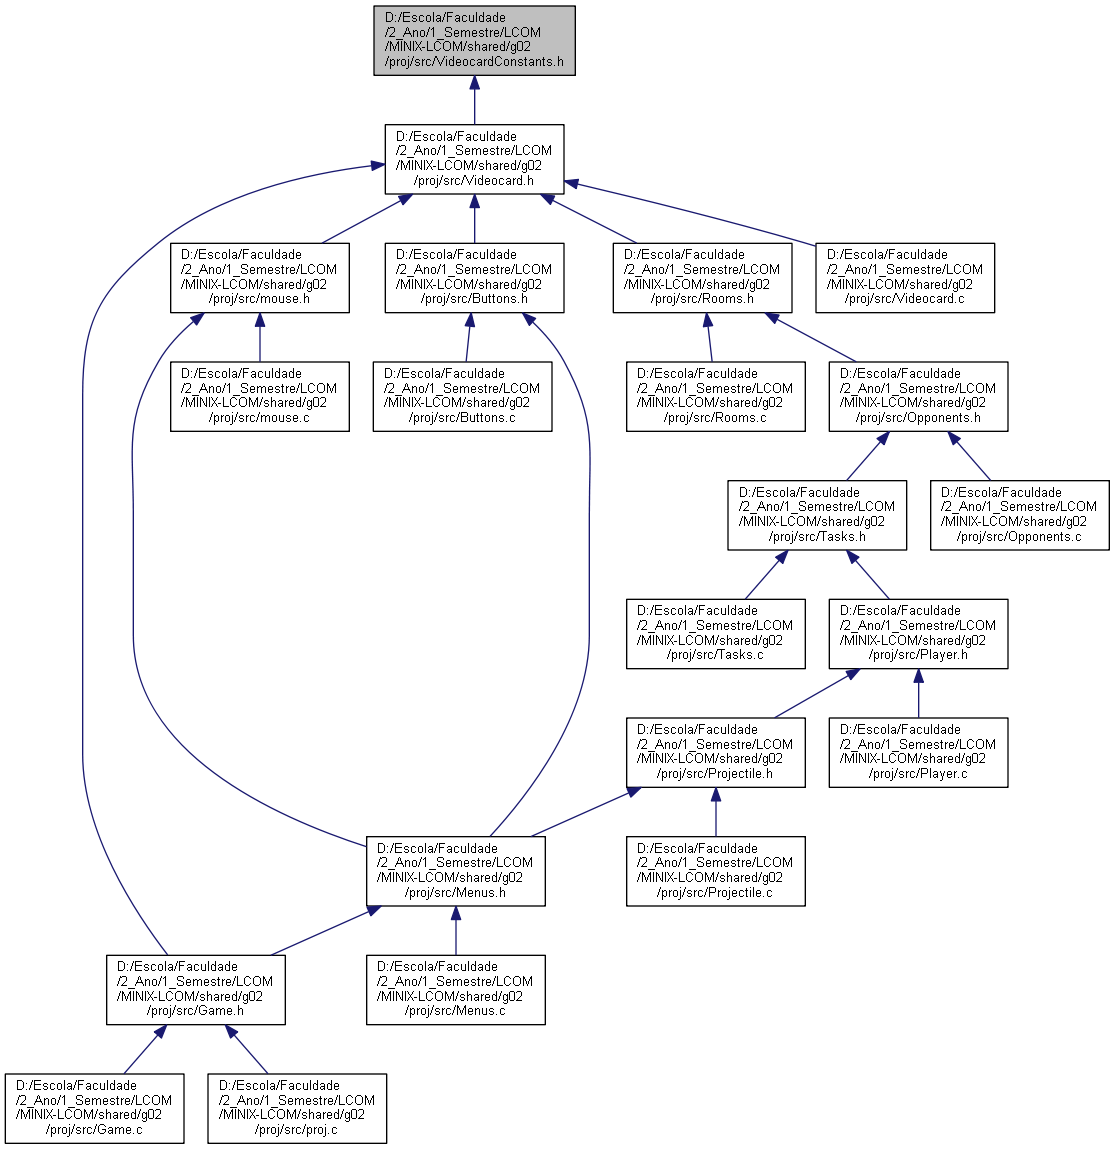 D:/Escola/Faculdade
/2_Ano/1_Semestre/LCOM
/MINIX-LCOM/shared/g02
/proj/src/VideocardConstants.h
D:/Escola/Faculdade
/2_Ano/1_Semestre/LCOM
/MINIX-LCOM/shared/g02
/proj/src/Videocard.h
D:/Escola/Faculdade
/2_Ano/1_Semestre/LCOM
/MINIX-LCOM/shared/g02
/proj/src/mouse.h
D:/Escola/Faculdade
/2_Ano/1_Semestre/LCOM
/MINIX-LCOM/shared/g02
/proj/src/Buttons.h
D:/Escola/Faculdade
/2_Ano/1_Semestre/LCOM
/MINIX-LCOM/shared/g02
/proj/src/Rooms.h
D:/Escola/Faculdade
/2_Ano/1_Semestre/LCOM
/MINIX-LCOM/shared/g02
/proj/src/Videocard.c
D:/Escola/Faculdade
/2_Ano/1_Semestre/LCOM
/MINIX-LCOM/shared/g02
/proj/src/mouse.c
D:/Escola/Faculdade
/2_Ano/1_Semestre/LCOM
/MINIX-LCOM/shared/g02
/proj/src/Buttons.c
D:/Escola/Faculdade
/2_Ano/1_Semestre/LCOM
/MINIX-LCOM/shared/g02
/proj/src/Rooms.c
D:/Escola/Faculdade
/2_Ano/1_Semestre/LCOM
/MINIX-LCOM/shared/g02
/proj/src/Opponents.h
D:/Escola/Faculdade
/2_Ano/1_Semestre/LCOM
/MINIX-LCOM/shared/g02
/proj/src/Tasks.h
D:/Escola/Faculdade
/2_Ano/1_Semestre/LCOM
/MINIX-LCOM/shared/g02
/proj/src/Opponents.c
D:/Escola/Faculdade
/2_Ano/1_Semestre/LCOM
/MINIX-LCOM/shared/g02
/proj/src/Tasks.c
D:/Escola/Faculdade
/2_Ano/1_Semestre/LCOM
/MINIX-LCOM/shared/g02
/proj/src/Player.h
D:/Escola/Faculdade
/2_Ano/1_Semestre/LCOM
/MINIX-LCOM/shared/g02
/proj/src/Projectile.h
D:/Escola/Faculdade
/2_Ano/1_Semestre/LCOM
/MINIX-LCOM/shared/g02
/proj/src/Player.c
D:/Escola/Faculdade
/2_Ano/1_Semestre/LCOM
/MINIX-LCOM/shared/g02
/proj/src/Menus.h
D:/Escola/Faculdade
/2_Ano/1_Semestre/LCOM
/MINIX-LCOM/shared/g02
/proj/src/Projectile.c
D:/Escola/Faculdade
/2_Ano/1_Semestre/LCOM
/MINIX-LCOM/shared/g02
/proj/src/Game.h
D:/Escola/Faculdade
/2_Ano/1_Semestre/LCOM
/MINIX-LCOM/shared/g02
/proj/src/Menus.c
D:/Escola/Faculdade
/2_Ano/1_Semestre/LCOM
/MINIX-LCOM/shared/g02
/proj/src/Game.c
D:/Escola/Faculdade
/2_Ano/1_Semestre/LCOM
/MINIX-LCOM/shared/g02
/proj/src/proj.c